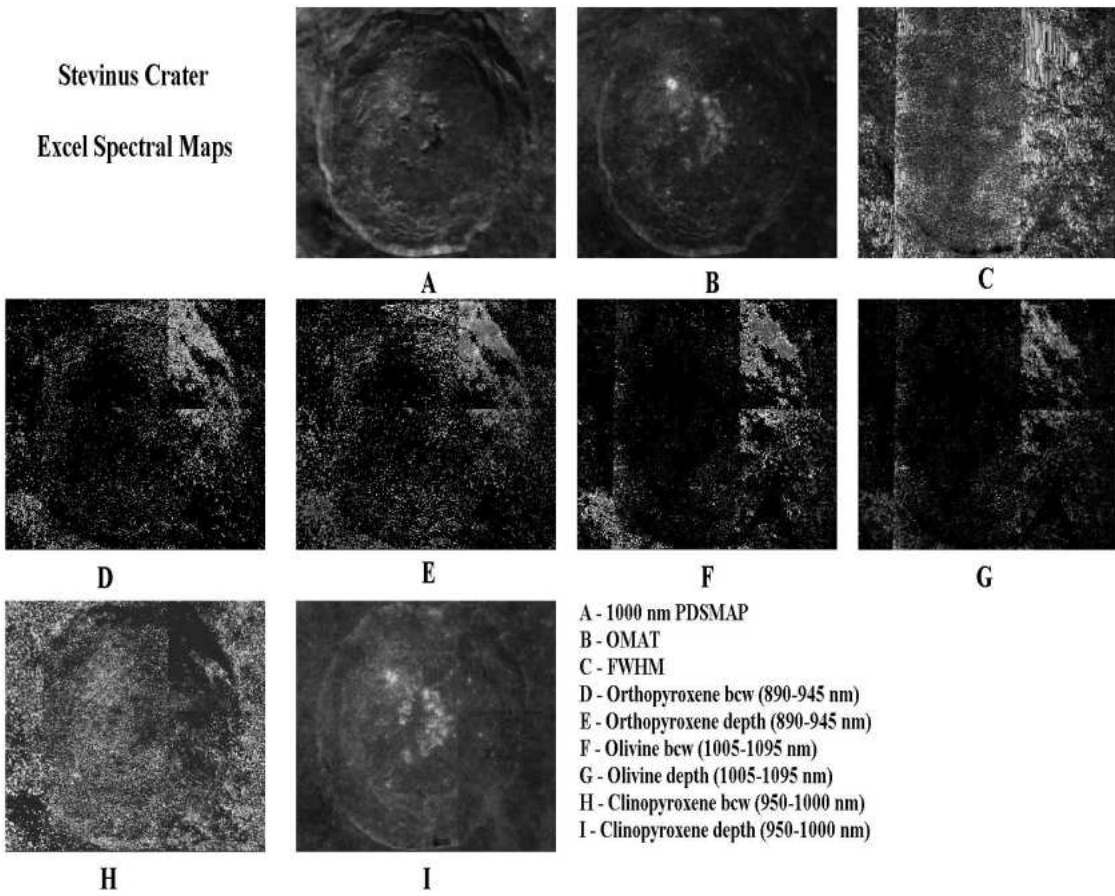 Stevinus Crater
Excel Spectral Maps
A
B
C
D
E
F
G
H
I
A - 1000 nm PDSMAP
B - OMAT
C - FWHM
D - Orthopyroxene bcw (890-945 nm)
E - Orthopyroxene depth (890-945 nm)
F - Olivine bcw (1005-1095 nm)
G - Olivine depth (1005-1095 nm)
H - Clinopyroxene bcw (950-1000 nm)
I - Clinopyroxene depth (950-1000 nm)